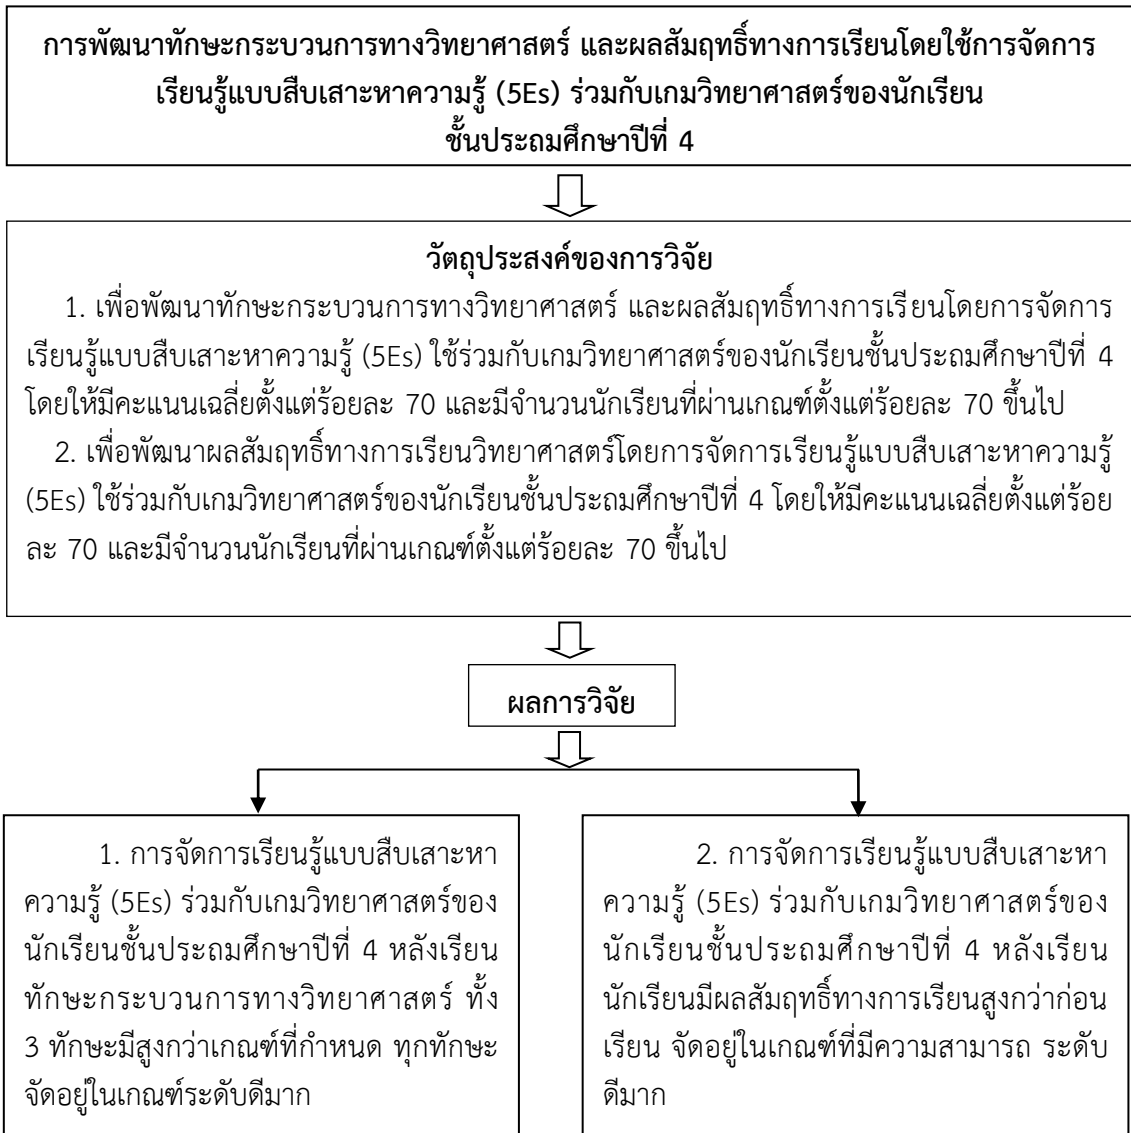 การพัฒนาทักษะกระบวนการทางวิทยาศาสตร์ และผลสัมฤทธิ์ทางการเรียนโดยใช้การจัดการ
เรียนรู้แบบสืบเสาะหาความรู้ (5Es) ร่วมกับเกมวิทยาศาสตร์ของนักเรียน
ชั้นประถมศึกษาปีที่ 4
วัตถุประสงค์ของการวิจัย
1. เพื่อพัฒนาทักษะกระบวนการทางวิทยาศาสตร์ และผลสัมฤทธิ์ทางการเรียนโดยการจัดการ
เรียนรู้แบบสืบเสาะหาความรู้ (5Es) ใช้ร่วมกับเกมวิทยาศาสตร์ของนักเรียนชั้นประถมศึกษาปีที่ 4
โดยให้มีคะแนนเฉลี่ยตั้งแต่ร้อยละ 70 และมีจำนวนนักเรียนที่ผ่านเกณฑ์ตั้งแต่ร้อยละ 70 ขึ้นไป
2. เพื่อพัฒนาผลสัมฤทธิ์ทางการเรียนวิทยาศาสตร์โดยการจัดการเรียนรู้แบบสืบเสาะหาความรู้
(5Es) ใช้ร่วมกับเกมวิทยาศาสตร์ของนักเรียนชั้นประถมศึกษาปีที่ 4 โดยให้มีคะแนนเฉลี่ยตั้งแต่ร้อย
ละ 70 และมีจำนวนนักเรียนที่ผ่านเกณฑ์ตั้งแต่ร้อยละ 70 ขึ้นไป
ผลการวิจัย
1. การจัดการเรียนรู้แบบสืบเสาะหา
ความรู้ (5Es) ร่วมกับเกมวิทยาศาสตร์ของ
นักเรียนชั้นประถมศึกษาปีที่ 4 หลังเรียน
ทักษะกระบวนการทางวิทยาศาสตร์ ทั้ง
3 ทักษะมีสูงกว่าเกณฑ์ที่กำหนด ทุกทักษะ
จัดอยู่ในเกณฑ์ระดับดีมาก
2. การจัดการเรียนรู้แบบสืบเสาะหา
ความรู้ (5Es) ร่วมกับเกมวิทยาศาสตร์ของ
นักเรียนชั้นประถมศึกษาปีที่ 4 หลังเรียน
นักเรียนมีผลสัมฤทธิ์ทางการเรียนสูงกว่าก่อน
เรียน จัดอยู่ในเกณฑ์ที่มีความสามารถ ระดับ
ดีมาก